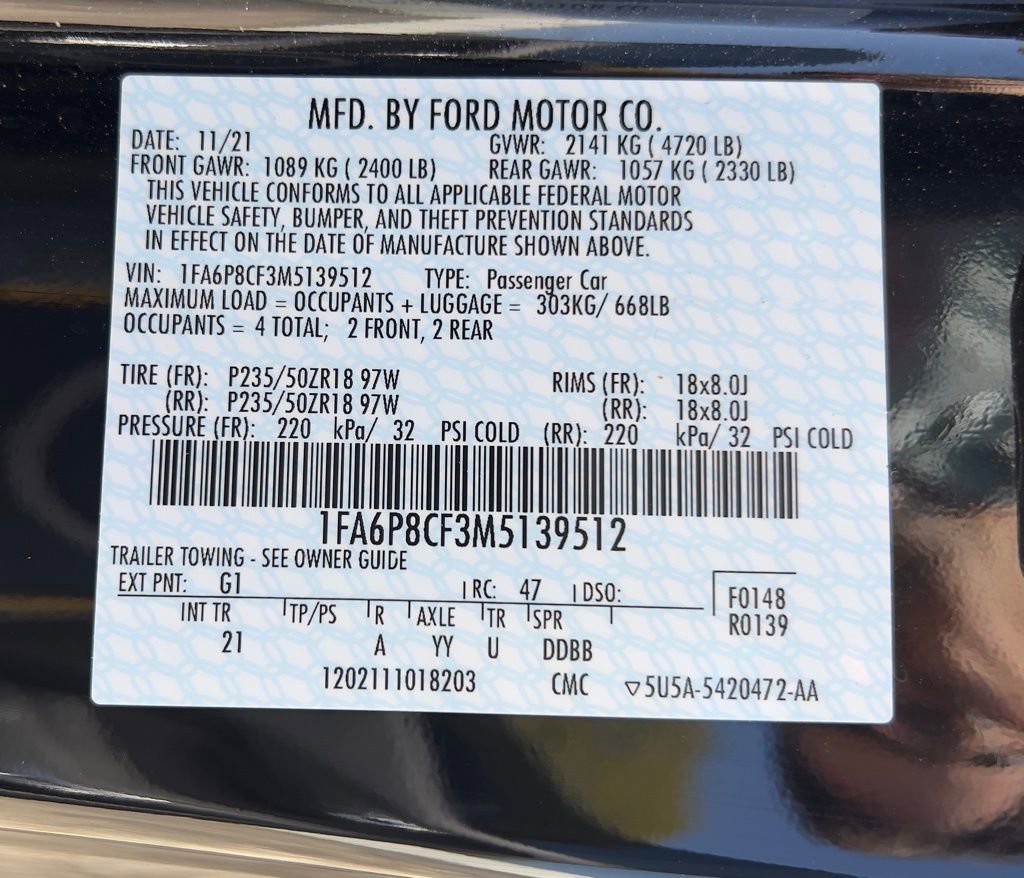 MFD. BY FORD MOTOR CO.
DATE: 11/21 GVWR: 2141 KG ( 4720 LB)
FRONT GAWR: 1089 KG ( 2400 LB) REAR GAWR: 1057 KG ( 2330 LB)
THIS VEHICLE CONFORMS TO ALL APPLICABLE FEDERAL MOTOR
VEHICLE SAFETY, BUMPER, AND THEFT PREVENTION STANDARDS
IN EFFECT ON THE DATE OF MANUFACTURE SHOWN ABOVE.
VIN: 1FA6P8CF3M5139512 TYPE: Passenger Car
MAXIMUM LOAD = OCCUPANTS + LUGGAGE = 303KG/ 668LB
OCCUPANTS = 4 TOTAL; 2 FRONT, 2 REAR
TIRE (FR): P235/50ZR18 97W RIMS (FR): 18x8.0J
(RR): P235/50ZR18 97W (RR): 18x8.0J
PRESSURE (FR): 220 kPa/ 32 PSI COLD (RR): 220 kPa/ 32 PSI COLD
1FA6P8CF3M5139512
TRAILER TOWING - SEE OWNER GUIDE
EXT PNT: G1 RC: 47 DSO: F0148
INT TR TP/PS R AXLE TR SPR R0139
21 A YY U DDBB
1202111018203 CMC ▽5U5A-5420472-AA